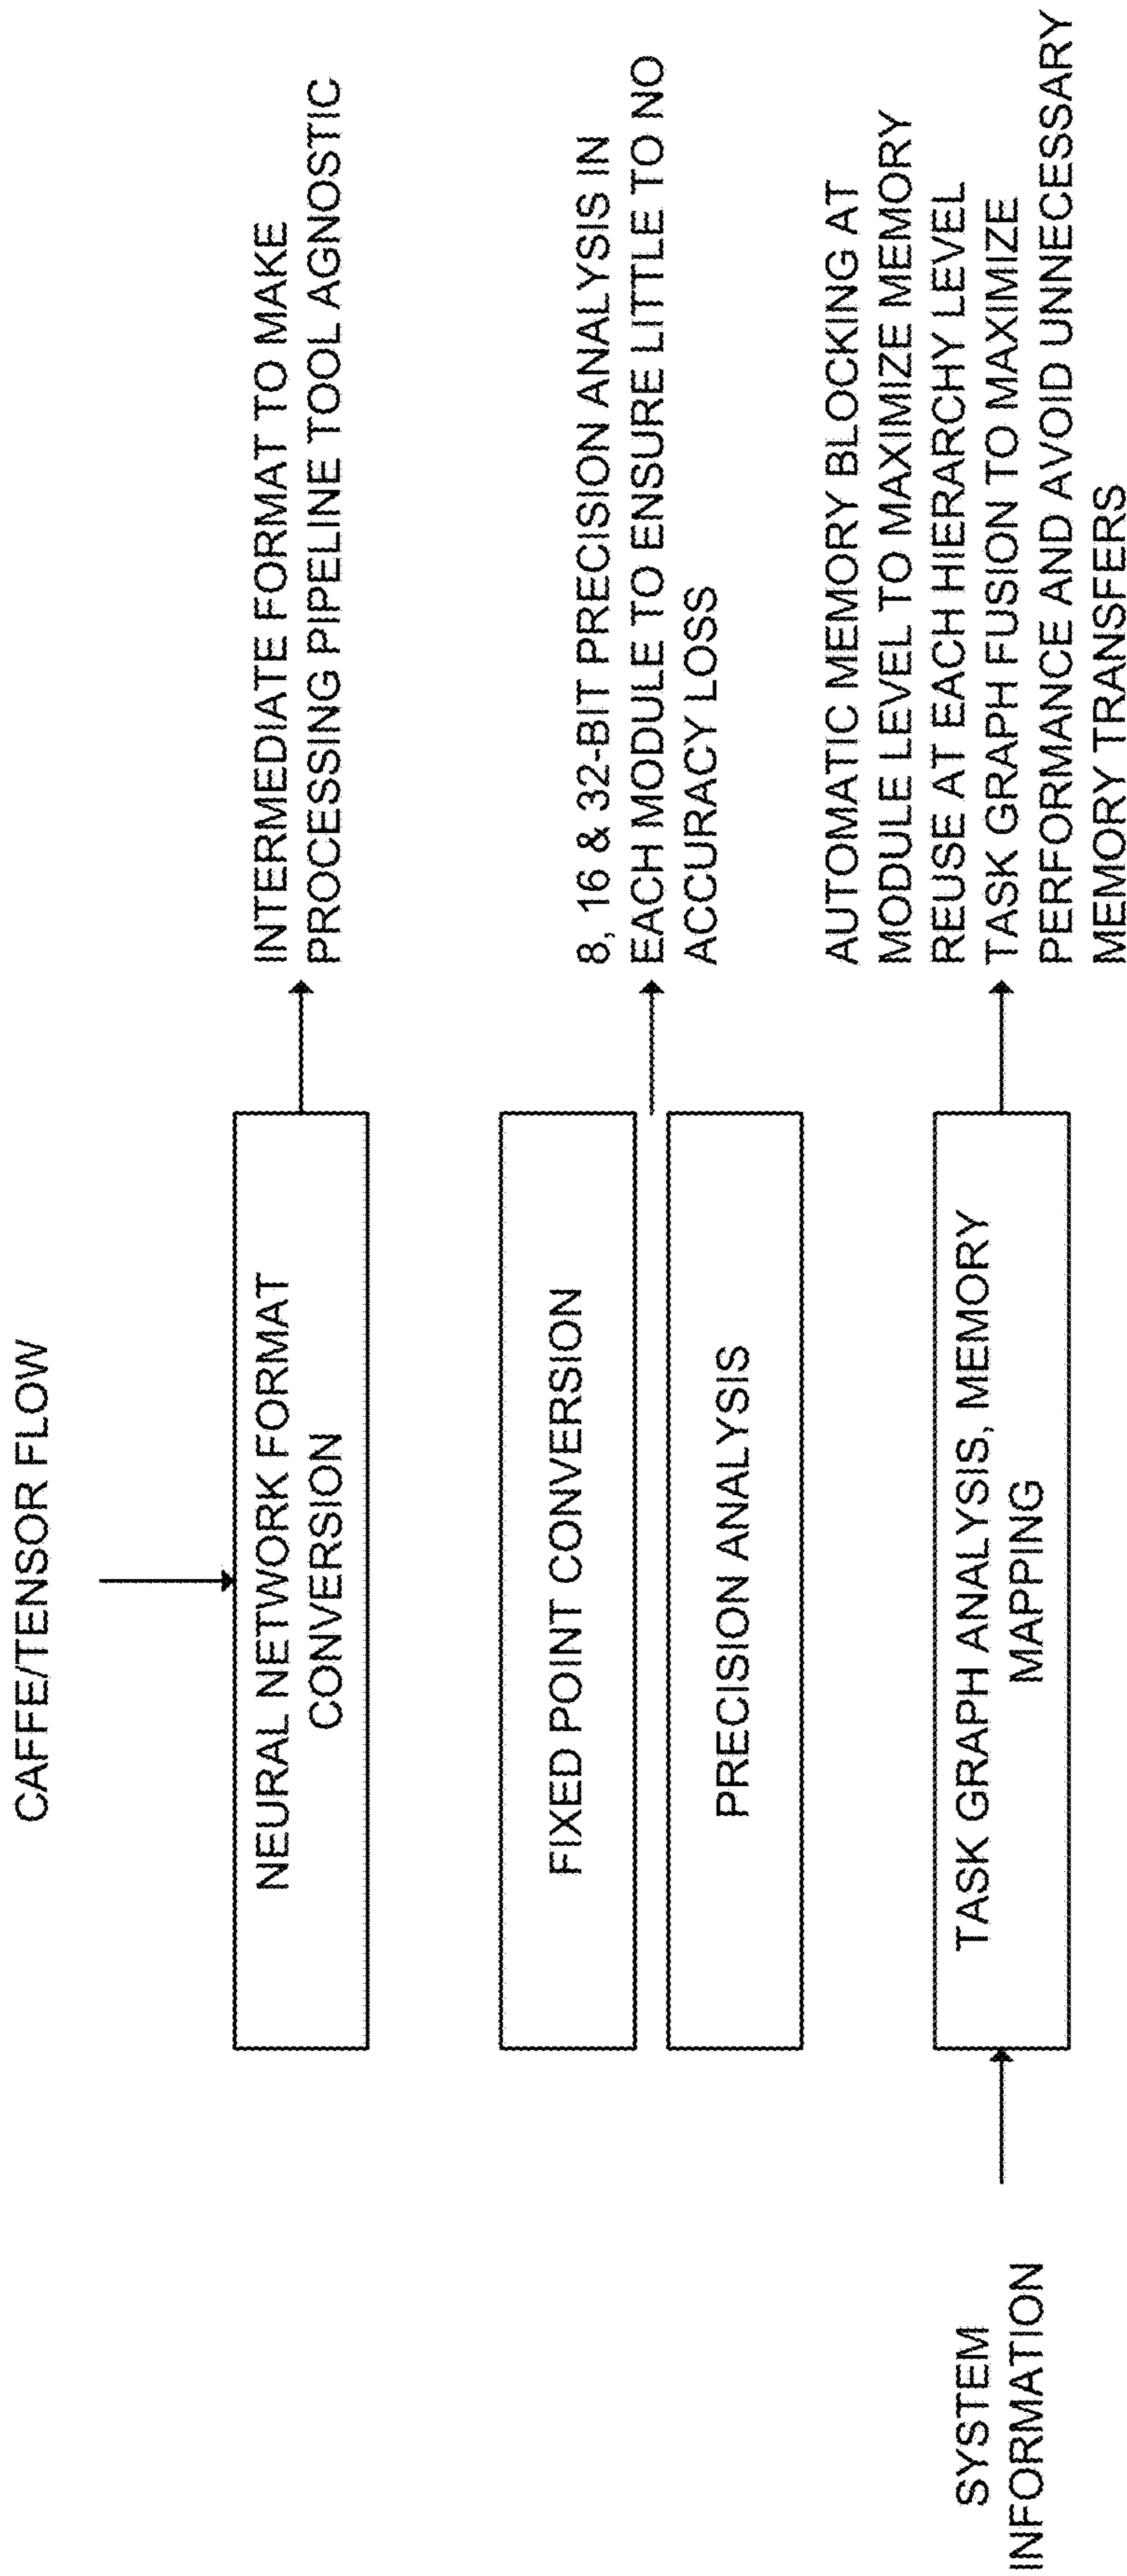 CAFFE/TENSOR FLOW
NEURAL NETWORK FORMAT
CONVERSION
INTERMEDIATE FORMAT TO MAKE
PROCESSING PIPELINE TOOL AGNOSTIC
FIXED POINT CONVERSION
PRECISION ANALYSIS
8, 16 & 32-BIT PRECISION ANALYSIS IN
EACH MODULE TO ENSURE LITTLE TO NO
ACCURACY LOSS
SYSTEM
INFORMATION
TASK GRAPH ANALYSIS, MEMORY
MAPPING
AUTOMATIC MEMORY BLOCKING AT
MODULE LEVEL TO MAXIMIZE MEMORY
REUSE AT EACH HIERARCHY LEVEL
TASK GRAPH FUSION TO MAXIMIZE
PERFORMANCE AND AVOID UNNECESSARY
MEMORY TRANSFERS